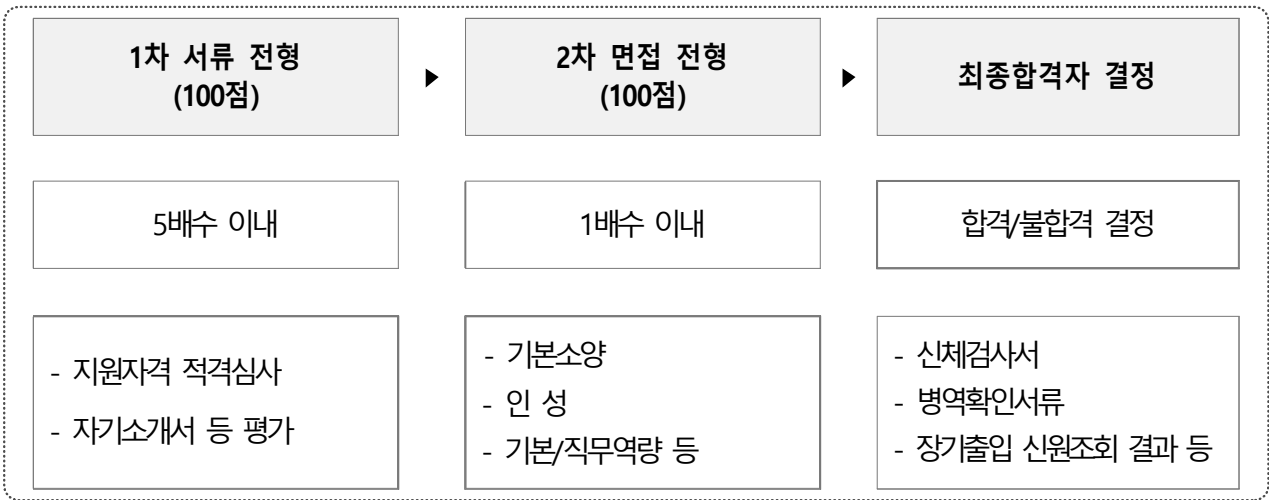 1차 서류 전형
(100점)
▶
2차 면접 전형
(100점)
▶
최종합격자 결정
5배수 이내
1배수 이내
합격/불합격 결정
- 지원자격 적격심사
- 자기소개서 등 평가
- 기본소양
- 인 성
- 기본/직무역량 등
- 신체검사서
- 병역확인서류
- 장기출입 신원조회 결과 등